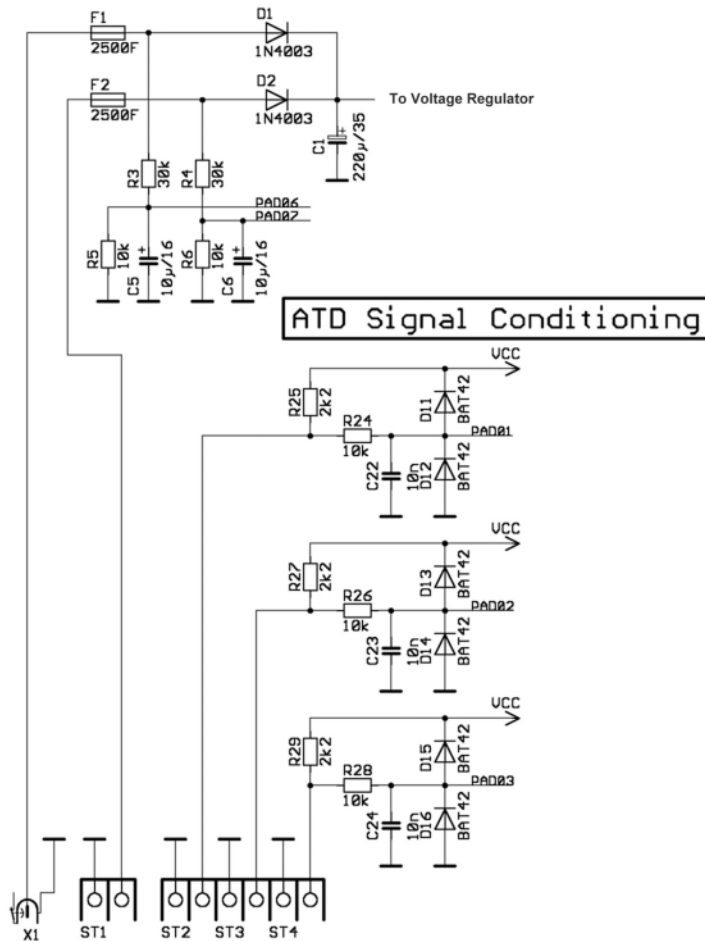 F1
2500F
D1
1N4003
F2
2500F
D2
1N4003
To Voltage Regulator
+
C1
220µ/35
R3
30k
R4
30k
PAD06
PAD07
R5
10k
+
C5
10µ/16
R6
10k
+
C6
10µ/16
ATD Signal Conditioning
VCC
R25
2k2
D11
BAT42
R24
10k
PAD01
C22
10n
D12
BAT42
VCC
R27
2k2
D13
BAT42
R26
10k
PAD02
C23
10n
D14
BAT42
VCC
R29
2k2
D15
BAT42
R28
10k
PAD03
C24
10n
D16
BAT42
X1
ST1
ST2
ST3
ST4